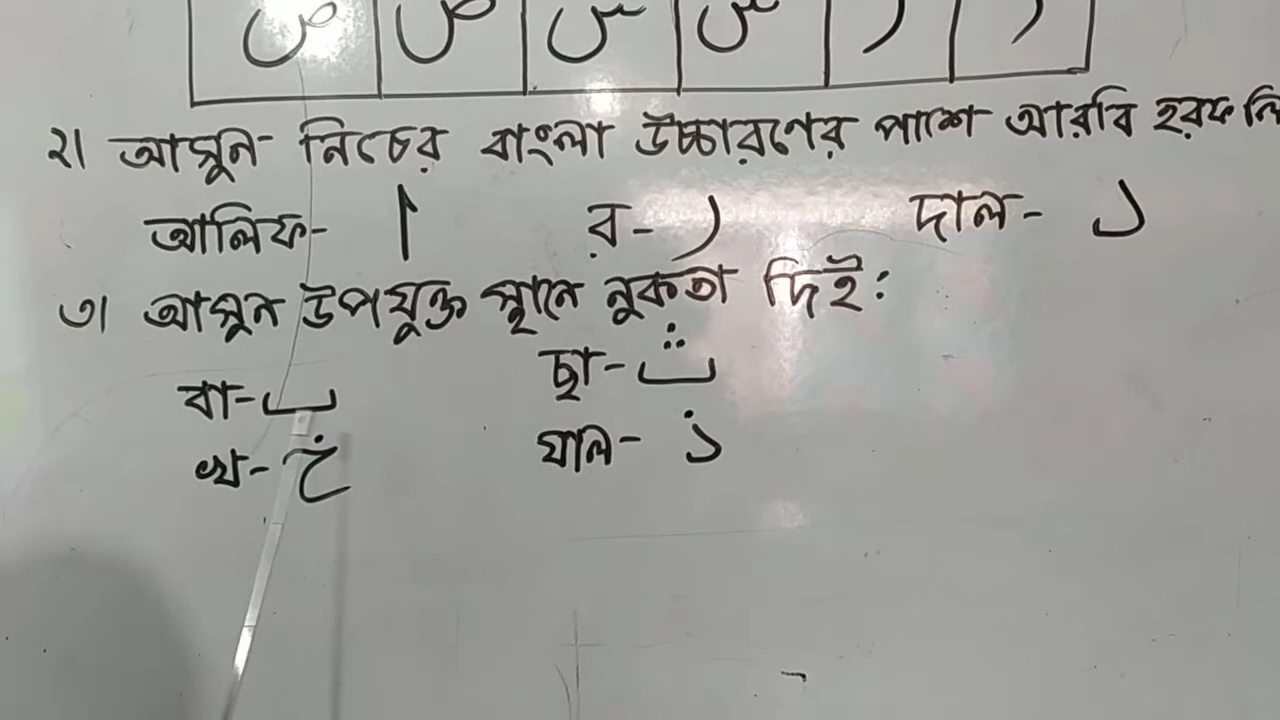 ص ص س س ر ر
২। আসুন নিচের বাংলা উচ্চারণের পাশে আরবি হরফ লি
আলিফ- ا র- ر দাল- د
৩। আসুন উপযুক্ত স্থানে নুকতা দিই:
বা- ٮ ছা- ث
খ- خ যাল- ذ